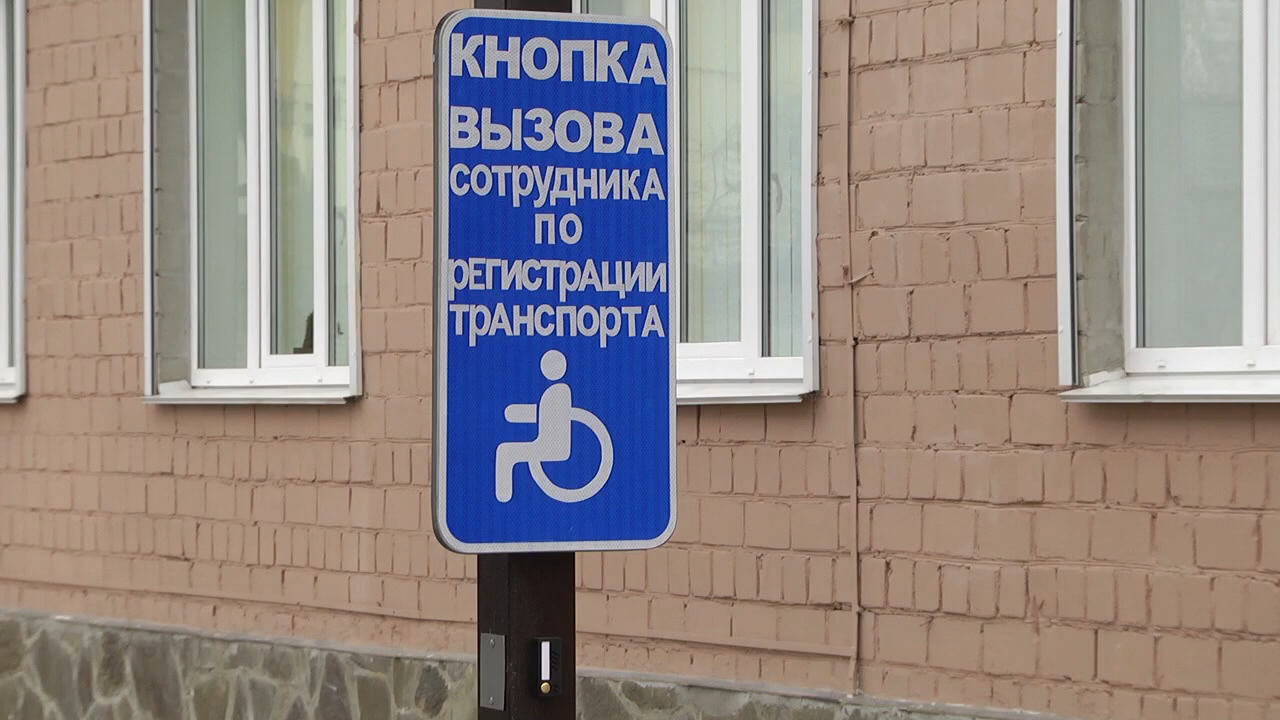 КНОПКА
ВЫЗОВА
СОТРУДНИКА
ПО
РЕГИСТРАЦИИ
ТРАНСПОРТА